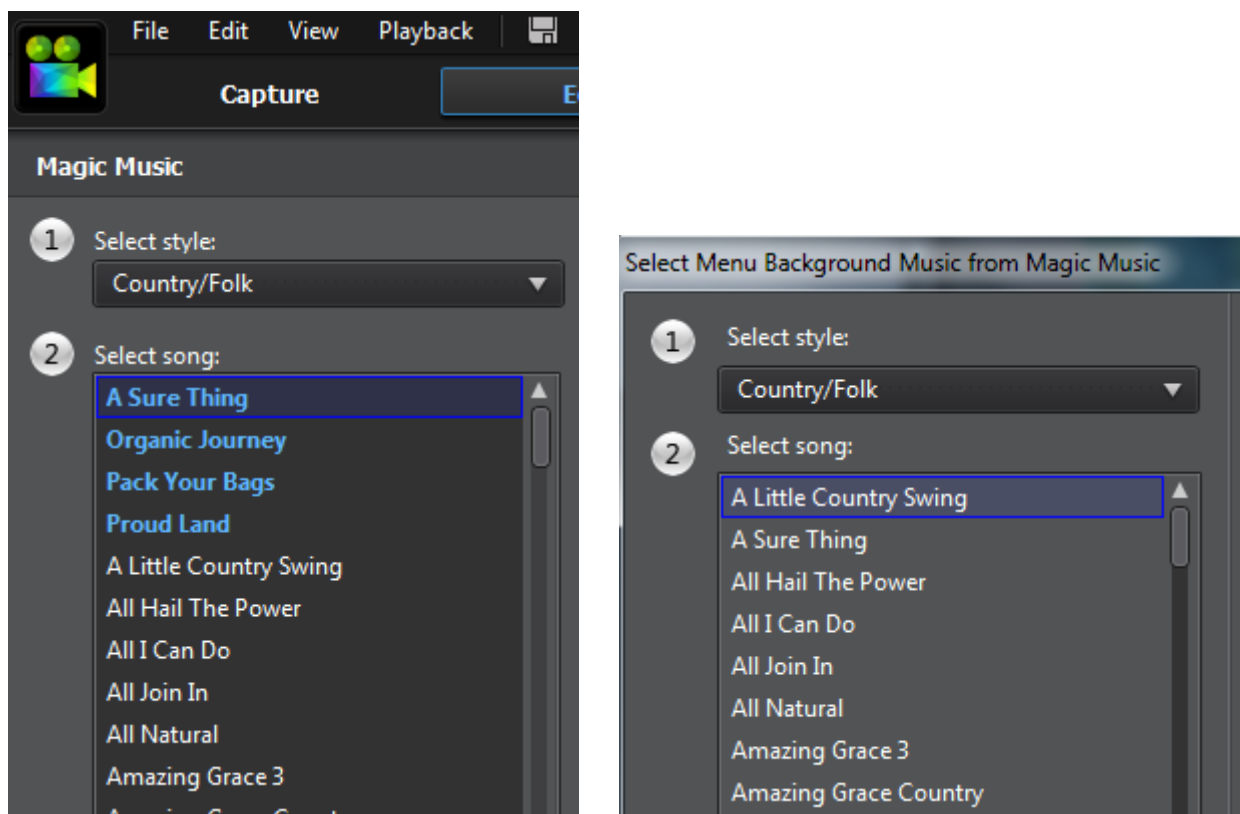 File Edit View Playback
Capture
Magic Music
1 Select style:
Country/Folk
2 Select song:
A Sure Thing
Organic Journey
Pack Your Bags
Proud Land
A Little Country Swing
All Hail The Power
All I Can Do
All Join In
All Natural
Amazing Grace 3
Select Menu Background Music from Magic Music
1 Select style:
Country/Folk
2 Select song:
A Little Country Swing
A Sure Thing
All Hail The Power
All I Can Do
All Join In
All Natural
Amazing Grace 3
Amazing Grace Country